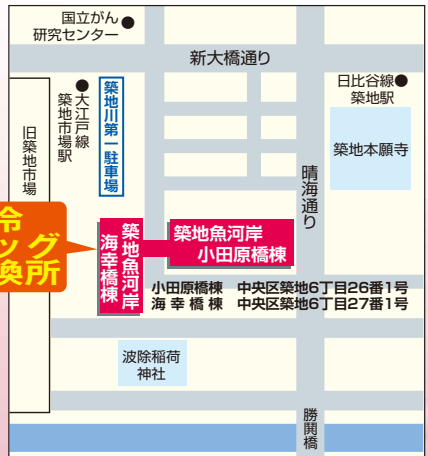 国立がん
研究センター
新大橋通り
日比谷線
築地駅
大江戸線
築地市場駅
築地川第一駐車場
旧築地市場
築地本願寺
晴海通り
令
ッグ
換所
築地魚河岸
海幸橋棟
築地魚河岸
小田原橋棟
小田原橋棟 中央区築地6丁目26番1号
海幸橋棟 中央区築地6丁目27番1号
波除稲荷
神社
勝鬨橋